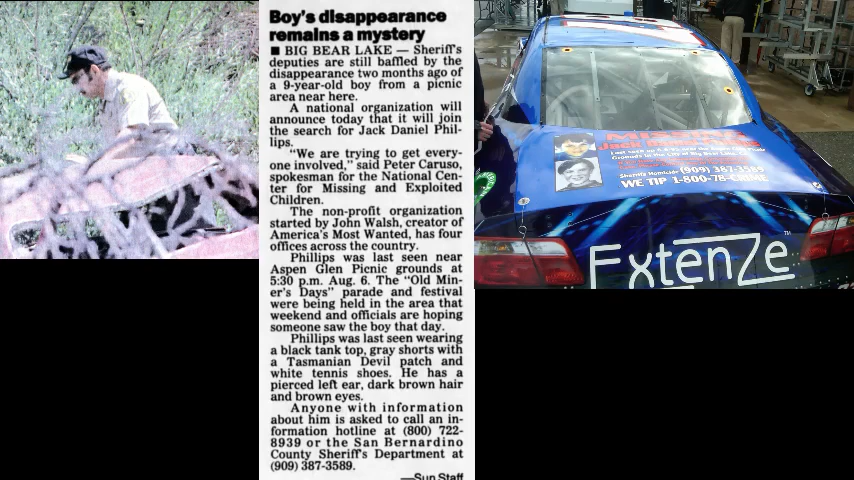 Boy's disappearance
remains a mystery
■ BIG BEAR LAKE — Sheriff's
deputies are still baffled by the
disappearance two months ago of
a 9-year-old boy from a picnic
area near here.
A national organization will
announce today that it will join
the search for Jack Daniel Phil-
lips.
"We are trying to get every-
one involved," said Peter Caruso,
spokesman for the National Cen-
ter for Missing and Exploited
Children.
The non-profit organization
started by John Walsh, creator of
America's Most Wanted, has four
offices across the country.
Phillips was last seen near
Aspen Glen Picnic grounds at
5:30 p.m. Aug. 6. The "Old Min-
er's Days" parade and festival
were being held in the area that
weekend and officials are hoping
someone saw the boy that day.
Phillips was last seen wearing
a black tank top, gray shorts with
a Tasmanian Devil patch and
white tennis shoes. He has a
pierced left ear, dark brown hair
and brown eyes.
Anyone with information
about him is asked to call an in-
formation hotline at (800) 722-
8939 or the San Bernardino
County Sheriff's Department at
(909) 387-3589.
—Sun Staff
MISSING
Jack
Sheriffs Homicide (909) 387-3589
WE TIP 1-800-78-CRIME
ExtenZe™